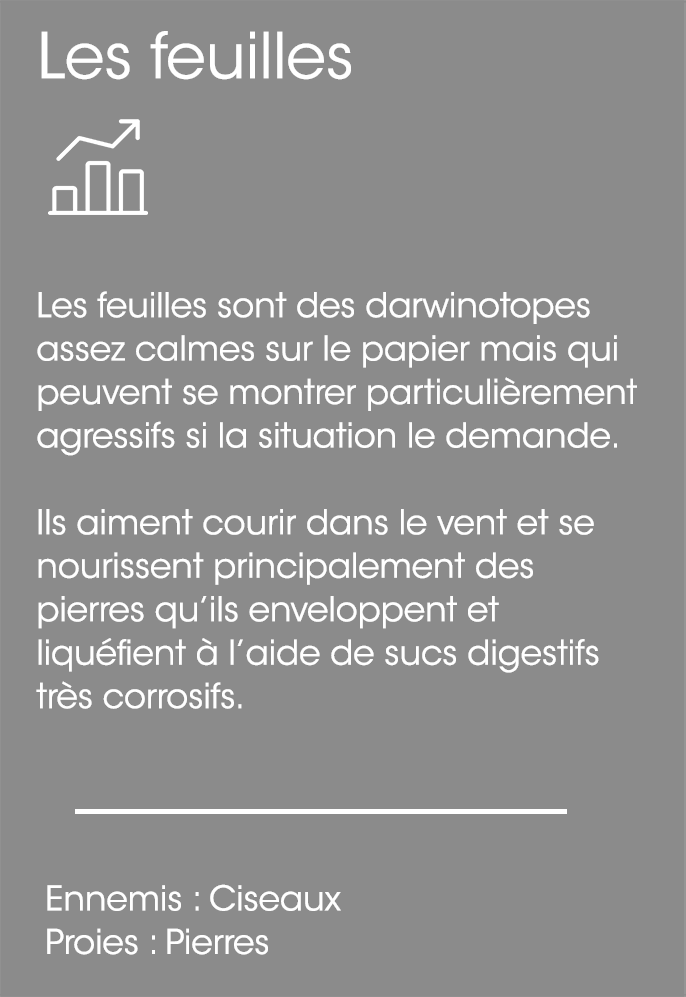 Les feuilles
Les feuilles sont des darwinotopes
assez calmes sur le papier mais qui
peuvent se montrer particulièrement
agressifs si la situation le demande.
Ils aiment courir dans le vent et se
nourissent principalement des
pierres qu’ils enveloppent et
liquéfient à l’aide de sucs digestifs
très corrosifs.
Ennemis : Ciseaux
Proies : Pierres